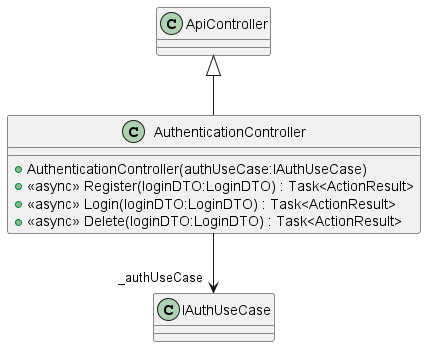 C ApiController
C AuthenticationController
AuthenticationController(authUseCase:IAuthUseCase)
«async» Register(loginDTO:LoginDTO) : Task<ActionResult>
«async» Login(loginDTO:LoginDTO) : Task<ActionResult>
«async» Delete(loginDTO:LoginDTO) : Task<ActionResult>
_authUseCase
C IAuthUseCase